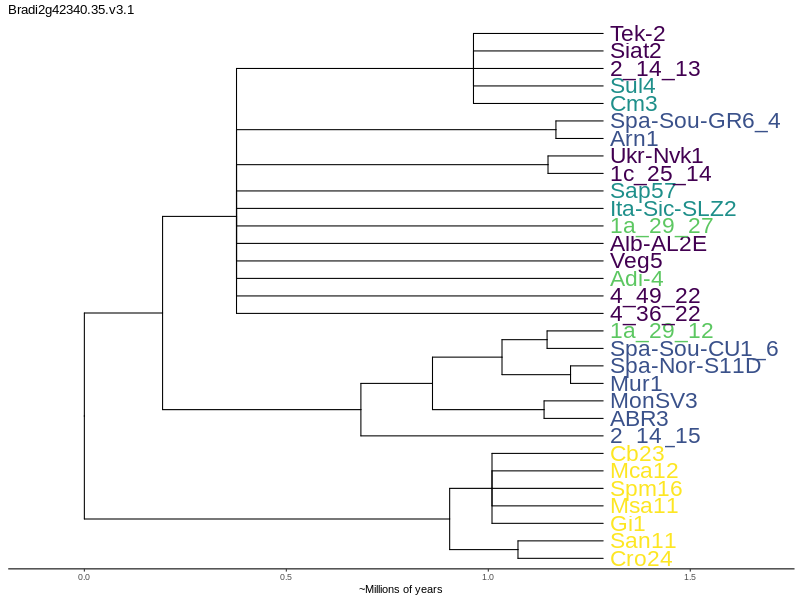 Bradi2g42340.35.v3.1
Tek-2
Siat2
2_14_13
Sul4
Cm3
Spa-Sou-GR6_4
Arn1
Ukr-Nvk1
1c_25_14
Sap57
Ita-Sic-SLZ2
1a_29_27
Alb-AL2E
Veg5
Adi-4
4_49_22
4_36_22
1a_29_12
Spa-Sou-CU1_6
Spa-Nor-S11D
Mur1
MonSV3
ABR3
2_14_15
Cb23
Mca12
Spm16
Msa11
Gi1
San11
Cro24
0.0 0.5 1.0 1.5
~Millions of years